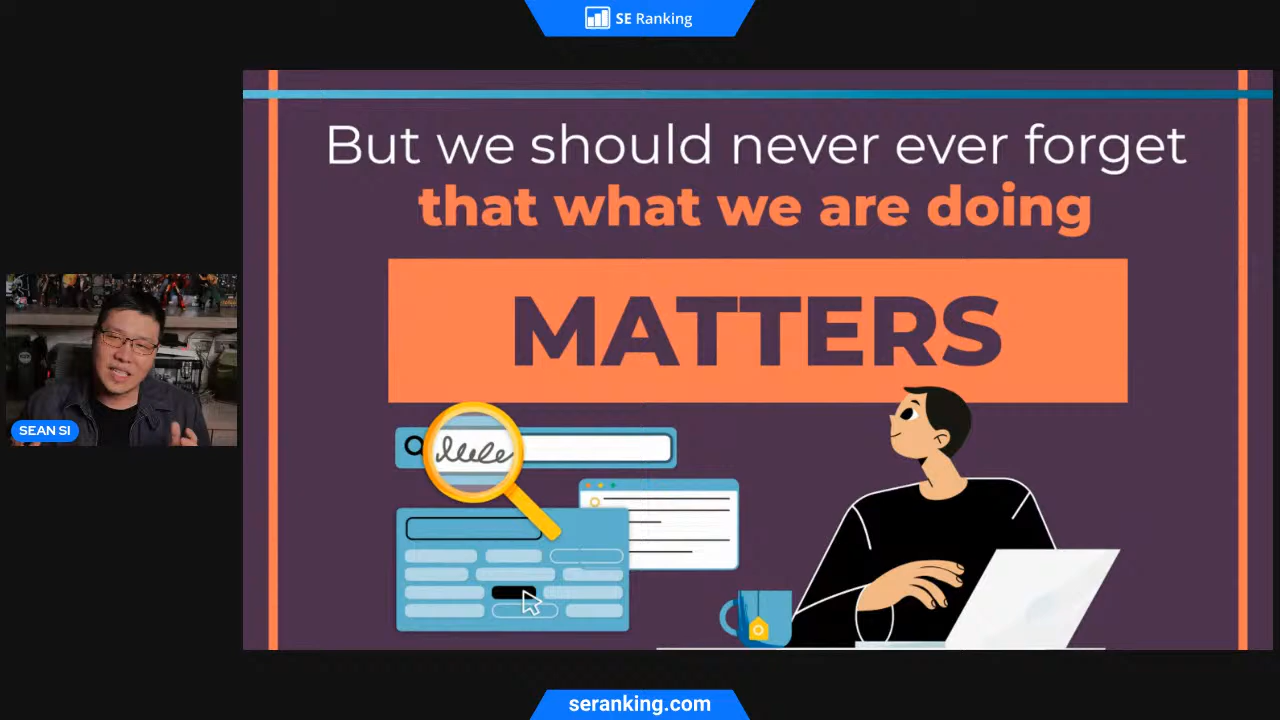 SE Ranking
But we should never ever forget
that what we are doing
MATTERS
SEAN SI
seranking.com